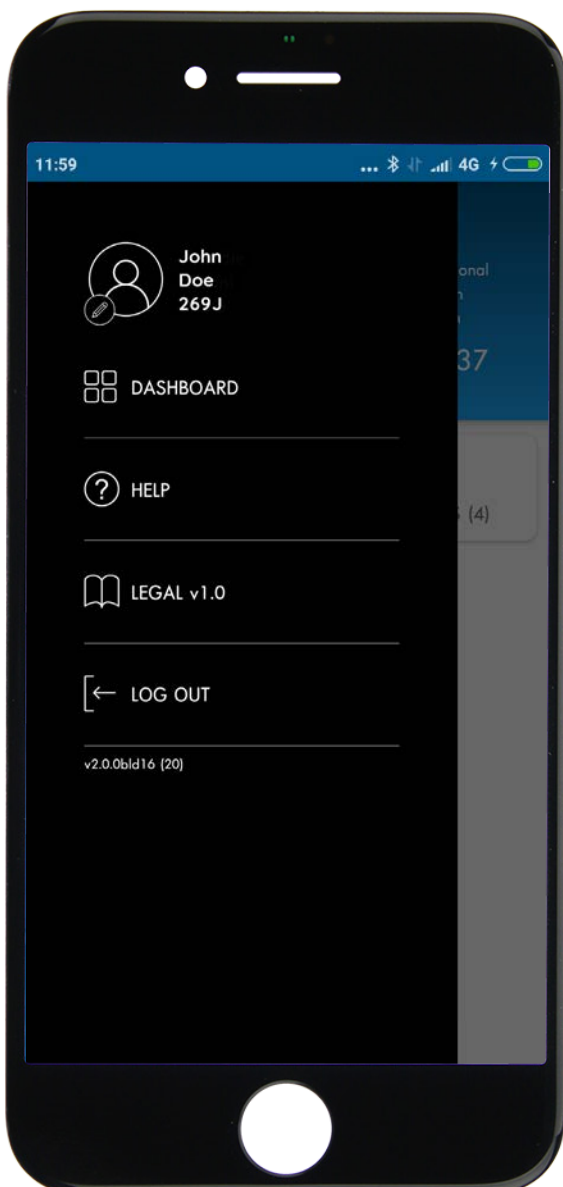 11:59
4G
John
Doe
269J
onal
37
DASHBOARD
HELP
(4)
LEGAL v1.0
LOG OUT
v2.0.0bld16 (20)